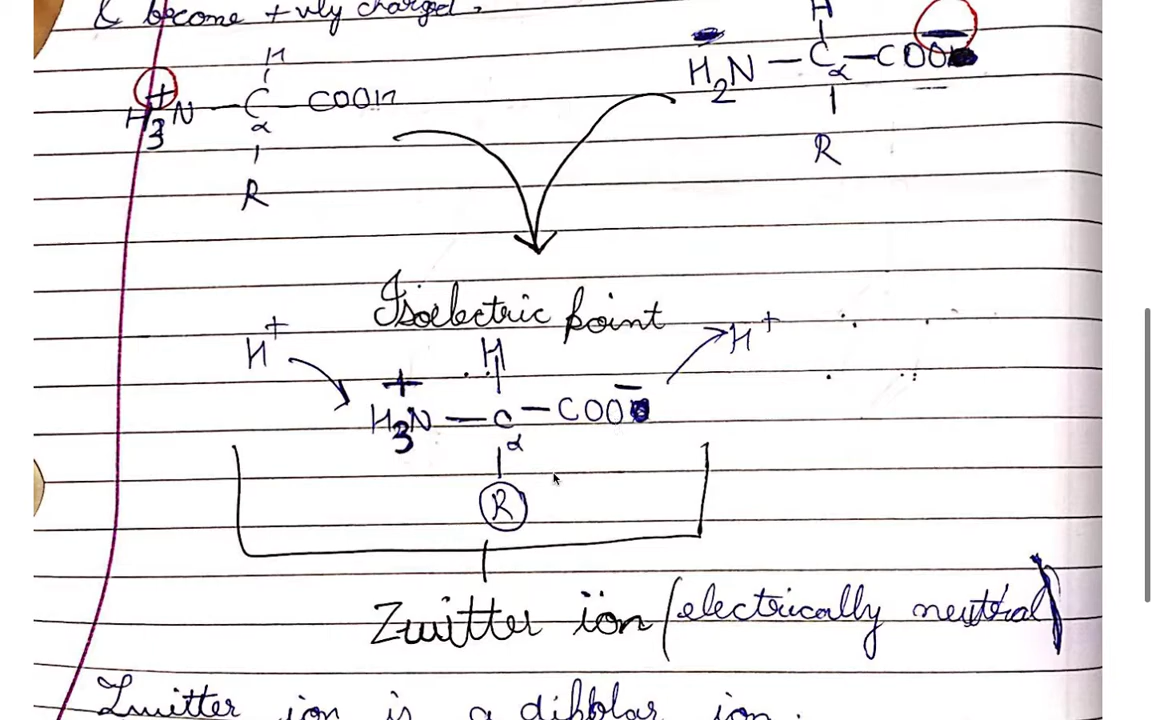 & become +vly charged.
H
H
H₃N⁺ — C — COOH
H₂N — C — COO⁻
α
α
R
R
Isoelectric point
H⁺
H⁺
H
H₃N⁺ — C — COO⁻
α
R
Zwitter ion (electrically neutral)
Zwitter ion is a dipolar ion.